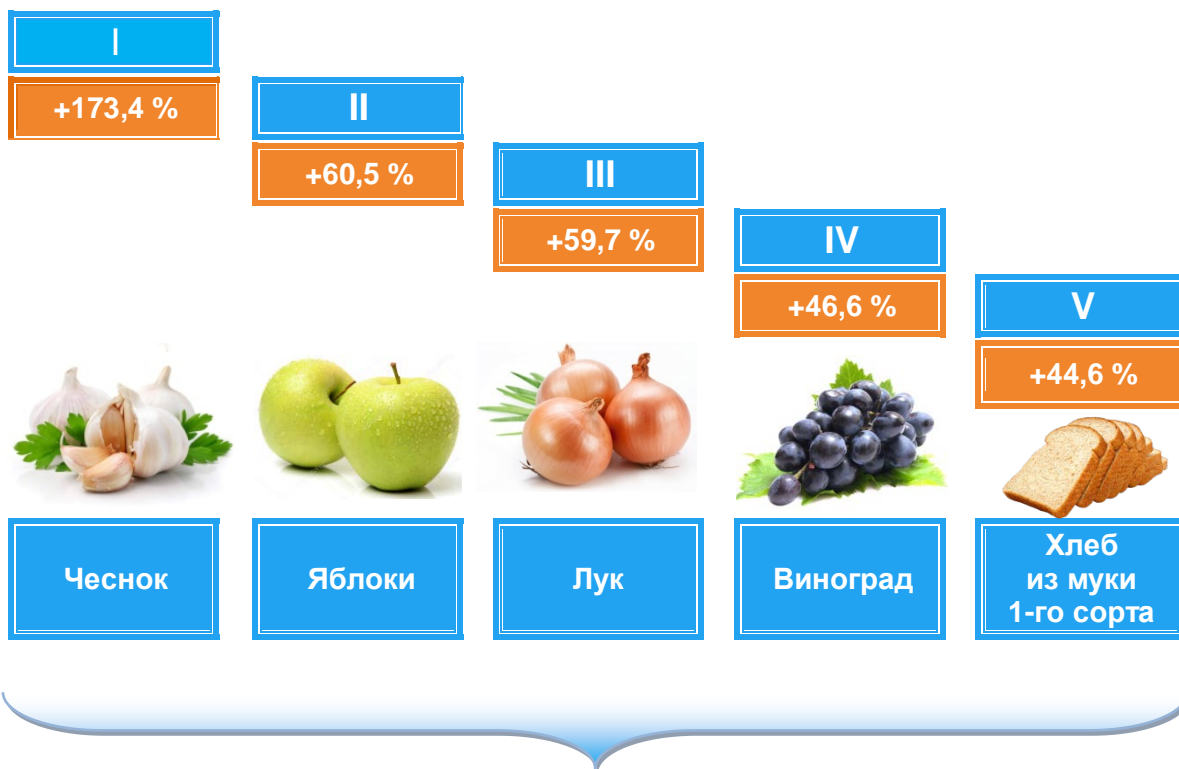 I
+173,4 %
II
+60,5 %
III
+59,7 %
IV
+46,6 %
V
+44,6 %
Чеснок
Яблоки
Лук
Виноград
Хлеб
из муки
1-го сорта